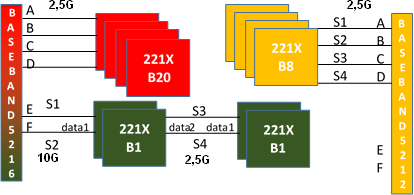 2,5G
A
B
C
D
BASEBAND5216
221X
B20
E
S1
F
S2
10G
data1
221X
B1
data2
S3
S4
2,5G
data1
221X
B1
2,5G
221X
B8
S1
A
S2
B
S3
C
S4
D
E
F
BASEBAND5212